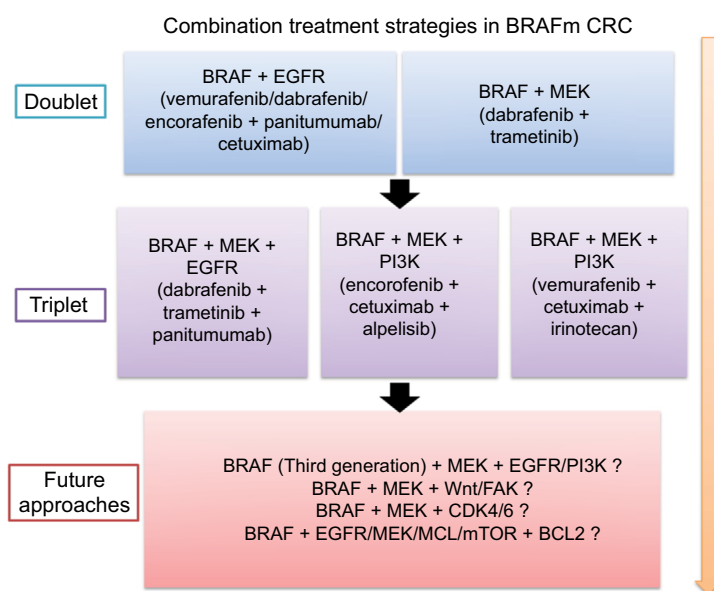 Combination treatment strategies in BRAFm CRC
Doublet
BRAF + EGFR
(vemurafenib/dabrafenib/
encorafenib + panitumumab/
cetuximab)
BRAF + MEK
(dabrafenib +
trametinib)
Triplet
BRAF + MEK +
EGFR
(dabrafenib +
trametinib +
panitumumab)
BRAF + MEK +
PI3K
(encorofenib +
cetuximab +
alpelisib)
BRAF + MEK +
PI3K
(vemurafenib +
cetuximab +
irinotecan)
Future
approaches
BRAF (Third generation) + MEK + EGFR/PI3K ?
BRAF + MEK + Wnt/FAK ?
BRAF + MEK + CDK4/6 ?
BRAF + EGFR/MEK/MCL/mTOR + BCL2 ?